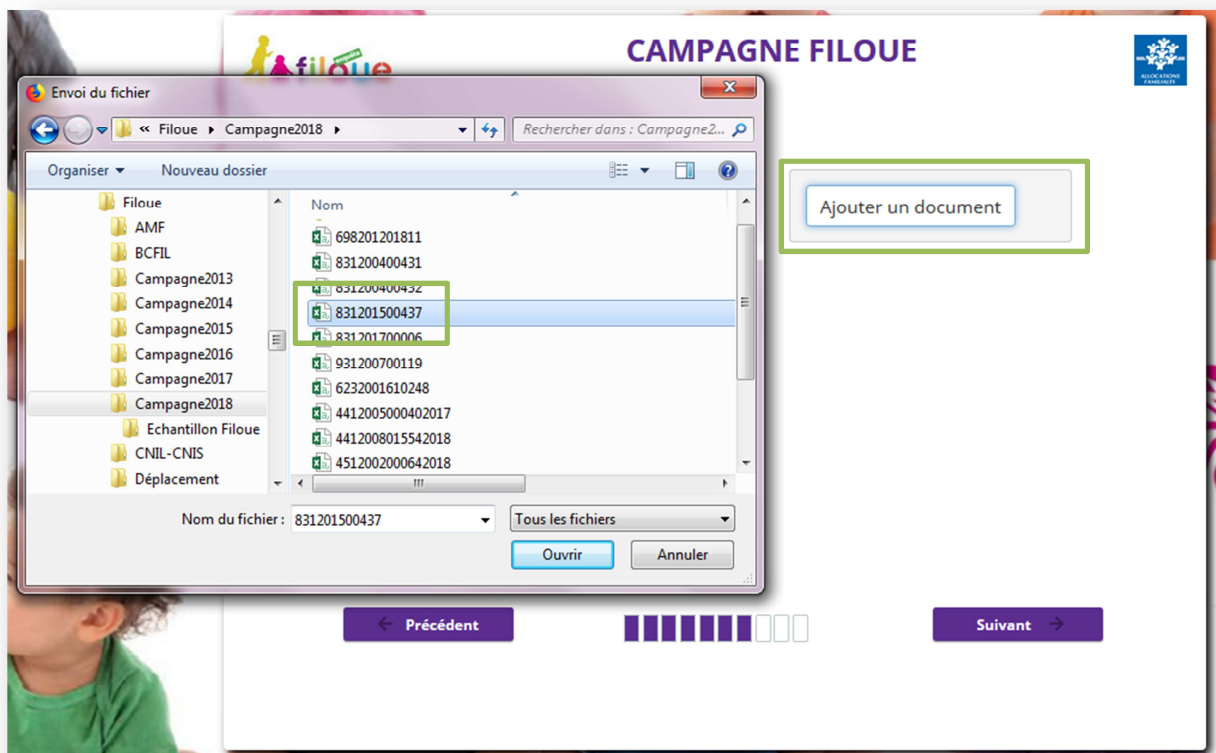 CAMPAGNE FILOUE
filoue
ALLOCATIONS
FAMILIALES
Envoi du fichier
« Filoue Campagne2018
Rechercher dans : Campagne2...
Organiser
Nouveau dossier
Filoue
AMF
BCFIL
Campagne2013
Campagne2014
Campagne2015
Campagne2016
Campagne2017
Campagne2018
Echantillon Filoue
CNIL-CNIS
Déplacement
Nom
698201201811
831200400431
831200400432
831201500437
831201700006
931200700119
6232001610248
4412005000402017
4412008015542018
4512002000642018
Nom du fichier : 831201500437
Tous les fichiers
Ouvrir
Annuler
Ajouter un document
Précédent
Suivant